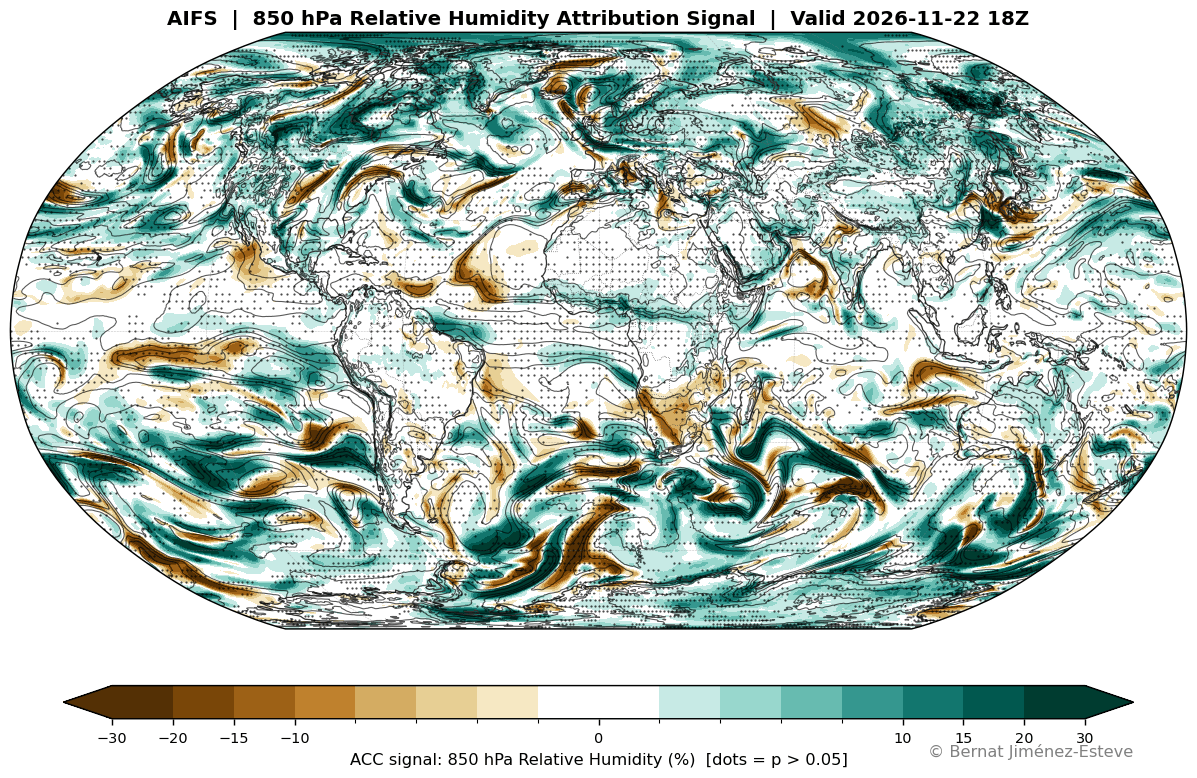 AIFS | 850 hPa Relative Humidity Attribution Signal | Valid 2026-11-22 18Z
−30 −20 −15 −10 0 10 15 20 30
ACC signal: 850 hPa Relative Humidity (%) [dots = p > 0.05]
© Bernat Jiménez-Esteve